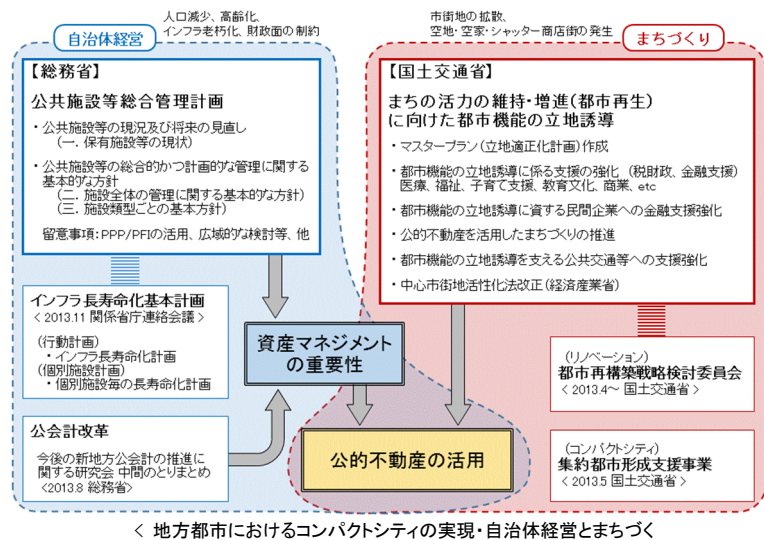 人口減少、高齢化、
インフラ老朽化、財政面の制約
自治体経営
【総務省】
公共施設等総合管理計画
・公共施設等の現況及び将来の見直し
(一. 保有施設等の現状)
・公共施設等の総合的かつ計画的な管理に関する
基本的な方針
(二. 施設全体の管理に関する基本的な方針)
(三. 施設類型ごとの基本方針)
留意事項:PPP/PFIの活用、広域的な検討等、他
インフラ長寿命化基本計画
< 2013.11 関係省庁連絡会議 >
(行動計画)
・インフラ長寿命化計画
(個別施設計画)
・個別施設毎の長寿命化計画
公会計改革
今後の新地方公会計の推進に
関する研究会 中間のとりまとめ
<2013.8 総務省>
資産マネジメント
の重要性
公的不動産の活用
市街地の拡散、
空地・空家・シャッター商店街の発生
まちづくり
【国土交通省】
まちの活力の維持・増進(都市再生)
に向けた都市機能の立地誘導
・マスタープラン(立地適正化計画)作成
・都市機能の立地誘導に係る支援の強化 (税財政、金融支援)
医療、福祉、子育て支援、教育文化、商業、etc
・都市機能の立地誘導に資する民間企業への金融支援強化
・公的不動産を活用したまちづくりの推進
・都市機能の立地誘導を支える公共交通等への支援強化
・中心市街地活性化法改正(経済産業省)
(リノベーション)
都市再構築戦略検討委員会
< 2013.4~ 国土交通省 >
(コンパクトシティ)
集約都市形成支援事業
< 2013.5 国土交通省 >
< 地方都市におけるコンパクトシティの実現・自治体経営とまちづく